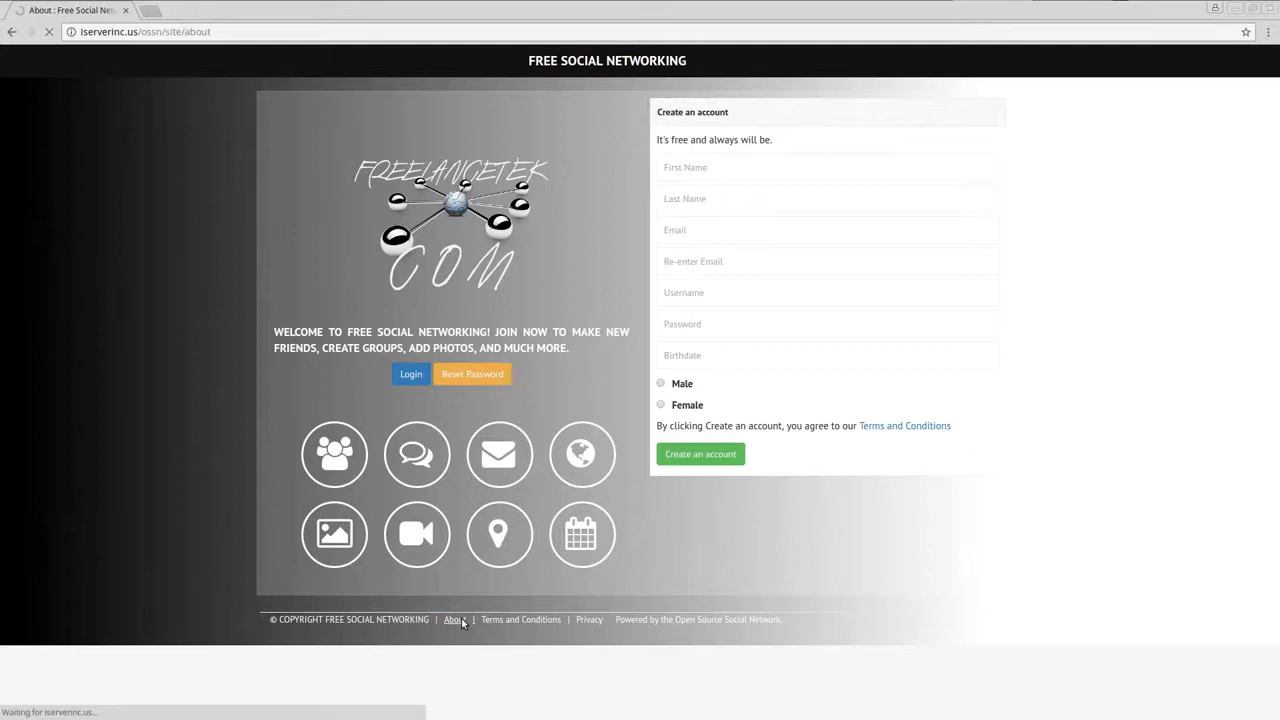 About : Free Social Net
iserverinc.us/ossn/site/about
FREE SOCIAL NETWORKING
FREELANCETEK
COM
WELCOME TO FREE SOCIAL NETWORKING! JOIN NOW TO MAKE NEW
FRIENDS, CREATE GROUPS, ADD PHOTOS, AND MUCH MORE.
Login
Reset Password
Create an account
It's free and always will be.
First Name
Last Name
Email
Re-enter Email
Username
Password
Birthdate
Male
Female
By clicking Create an account, you agree to our Terms and Conditions
Create an account
© COPYRIGHT FREE SOCIAL NETWORKING | About | Terms and Conditions | Privacy Powered by the Open Source Social Network.
Waiting for iserverinc.us...